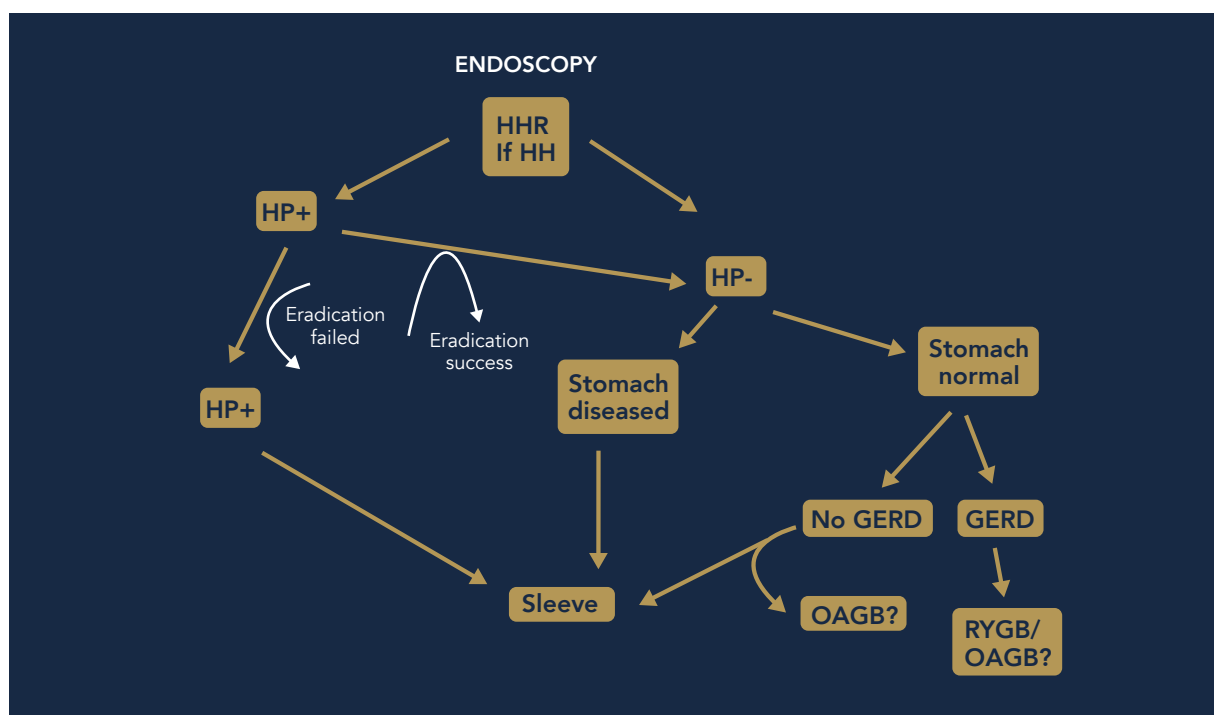 ENDOSCOPY
HHR
If HH
HP+
HP-
Eradication
failed
Eradication
success
Stomach
normal
Stomach
diseased
HP+
No GERD
GERD
Sleeve
OAGB?
RYGB/
OAGB?